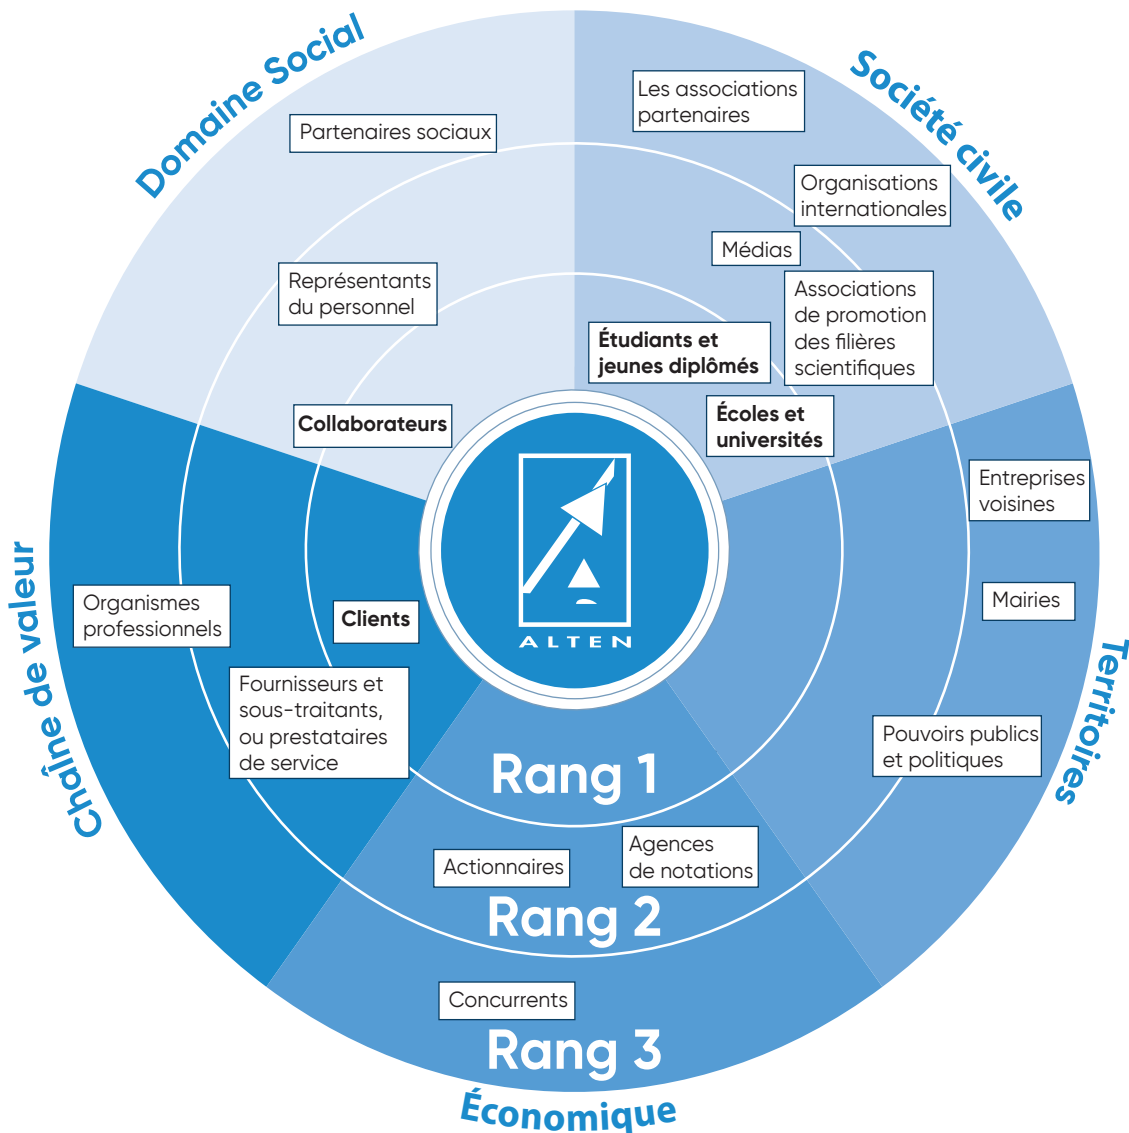 Domaine Social
Société civile
Les associations
partenaires
Partenaires sociaux
Organisations
internationales
Médias
Représentants
du personnel
Associations
de promotion
des filières
scientifiques
Étudiants et
jeunes diplômés
Collaborateurs
Écoles et
universités
ALTEN
Entreprises
voisines
Mairies
Pouvoirs publics
et politiques
Territoires
Chaîne de valeur
Organismes
professionnels
Clients
Fournisseurs et
sous-traitants,
ou prestataires
de service
Rang 1
Actionnaires
Agences
de notations
Rang 2
Concurrents
Rang 3
Économique